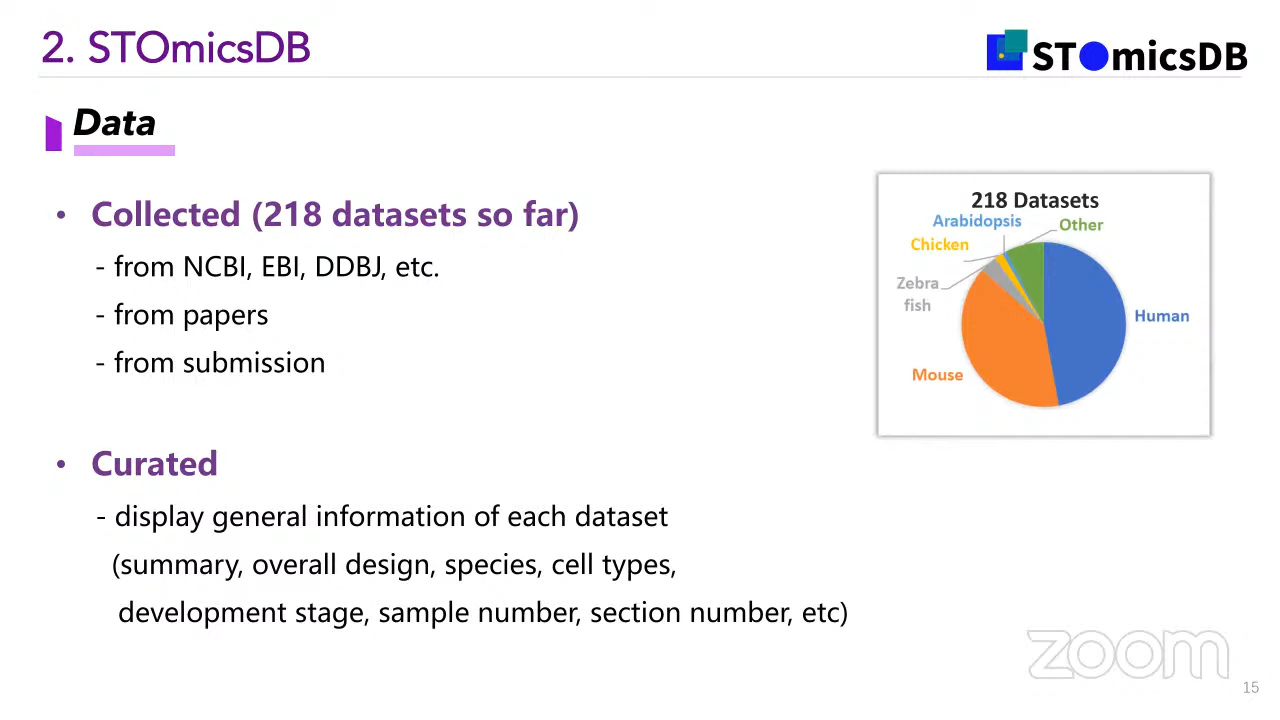 2. STOmicsDB
STOmicsDB
Data
• Collected (218 datasets so far)
- from NCBI, EBI, DDBJ, etc.
- from papers
- from submission
218 Datasets
Arabidopsis
Other
Chicken
Zebra
fish
Human
Mouse
• Curated
- display general information of each dataset
(summary, overall design, species, cell types,
development stage, sample number, section number, etc)
zoom
15